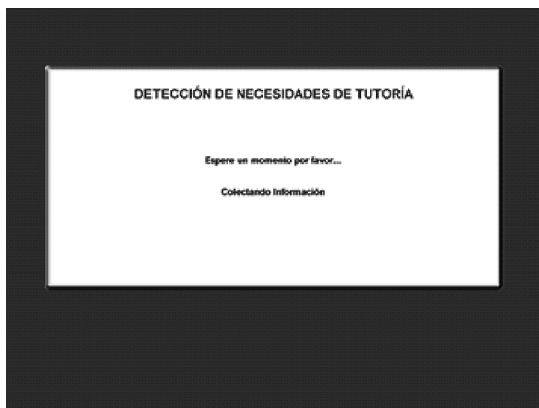 DETECCIÓN DE NECESIDADES DE TUTORÍA
Espere un momento por favor...
Colectando Información